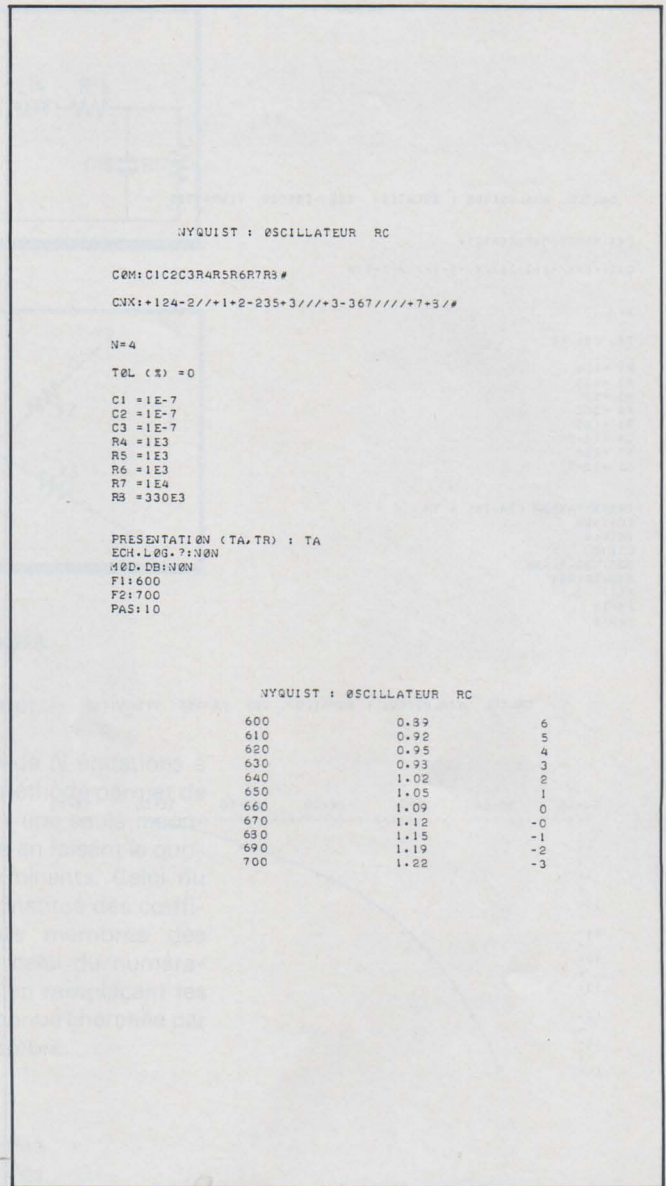 NYQUIST : ØSCILLATEUR RC
CØM:C1C2C3R4R5R6R7R8#
CNX:+124-2//+1+2-235+3///+3-367////+7+8/#
N=4
TØL (%) =0
C1 =1E-7
C2 =1E-7
C3 =1E-7
R4 =1E3
R5 =1E3
R6 =1E3
R7 =1E4
R8 =330E3
PRESENTATIØN (TA,TR) : TA
ECH.LØG.?:NØN
MØD.DB:NØN
F1:600
F2:700
PAS:10
NYQUIST : ØSCILLATEUR RC
600 0.89 6
610 0.92 5
620 0.95 4
630 0.98 3
640 1.02 2
650 1.05 1
660 1.09 0
670 1.12 -0
680 1.15 -1
690 1.19 -2
700 1.22 -3